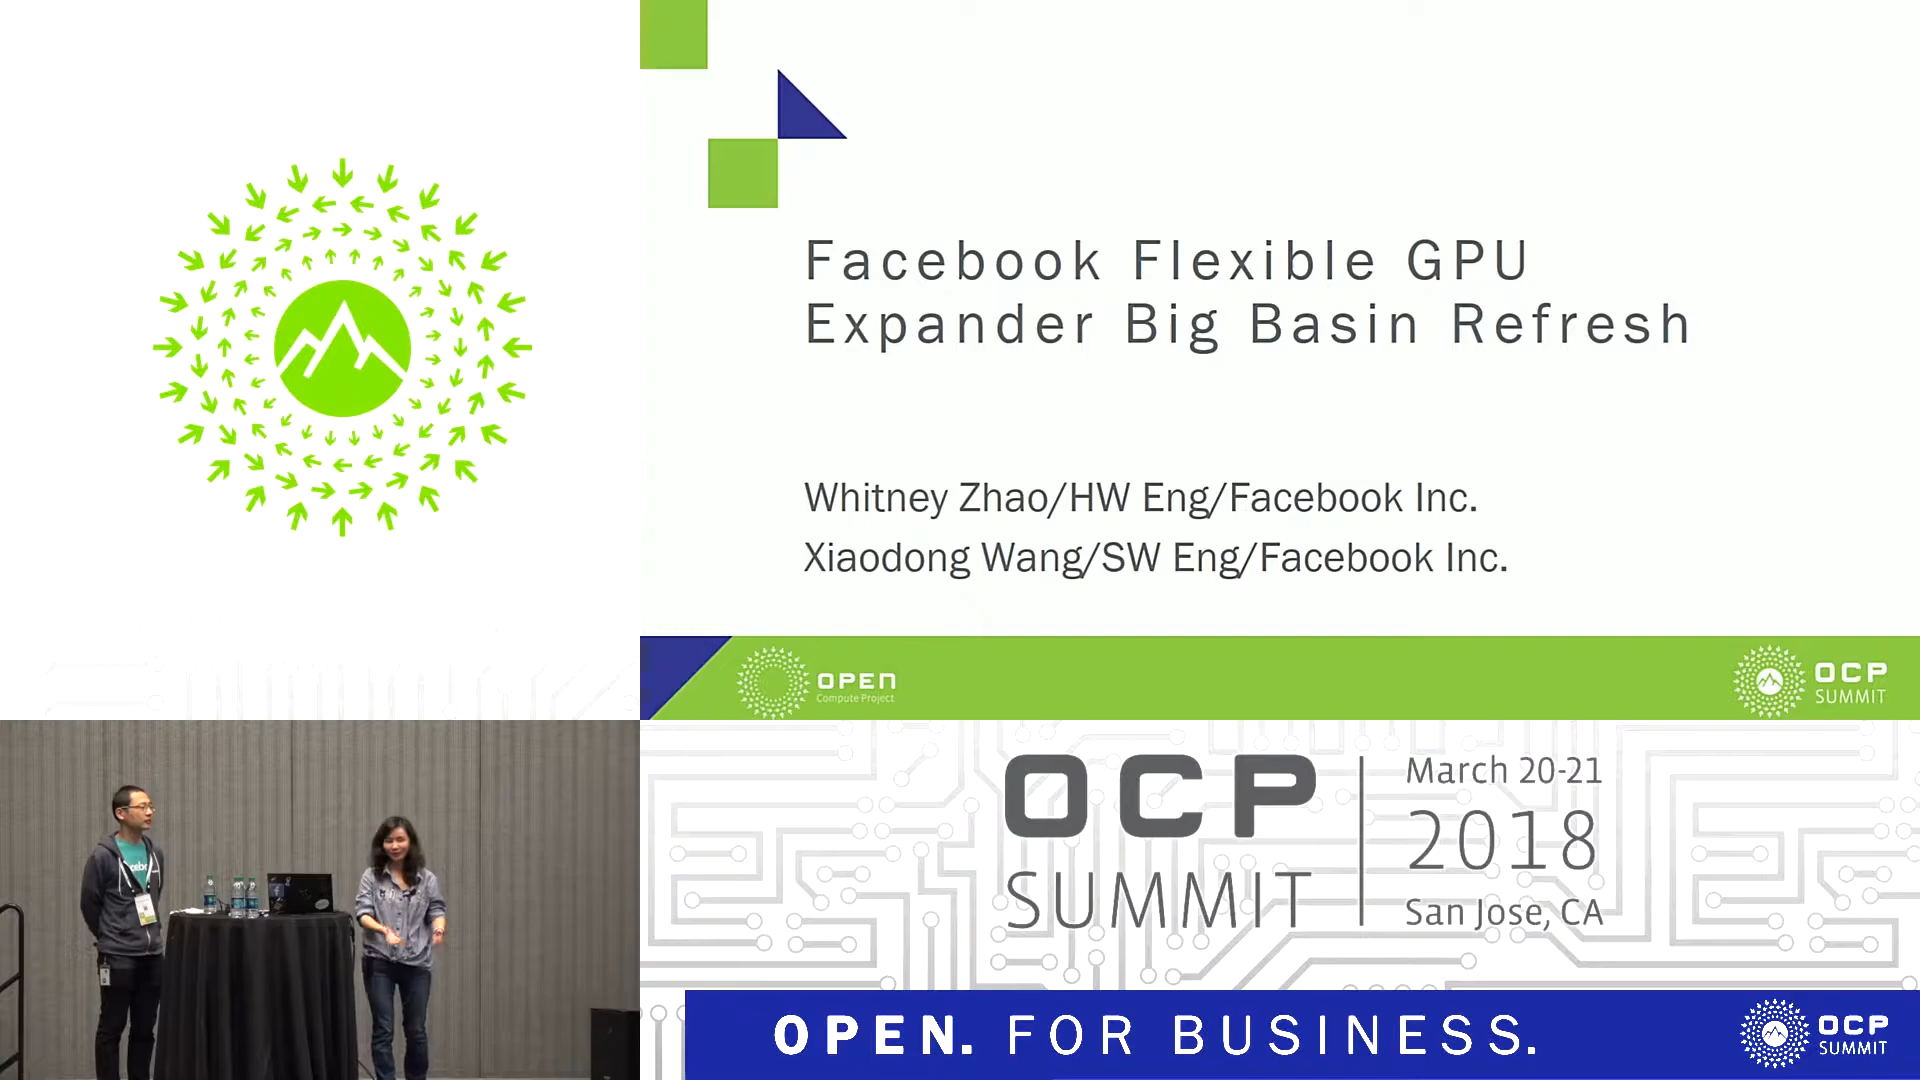 Facebook Flexible GPU
Expander Big Basin Refresh
Whitney Zhao/HW Eng/Facebook Inc.
Xiaodong Wang/SW Eng/Facebook Inc.
OPEN
Compute Project
OCP
SUMMIT
OCP
SUMMIT
March 20-21
2018
San Jose, CA
OPEN. FOR BUSINESS.
OCP
SUMMIT